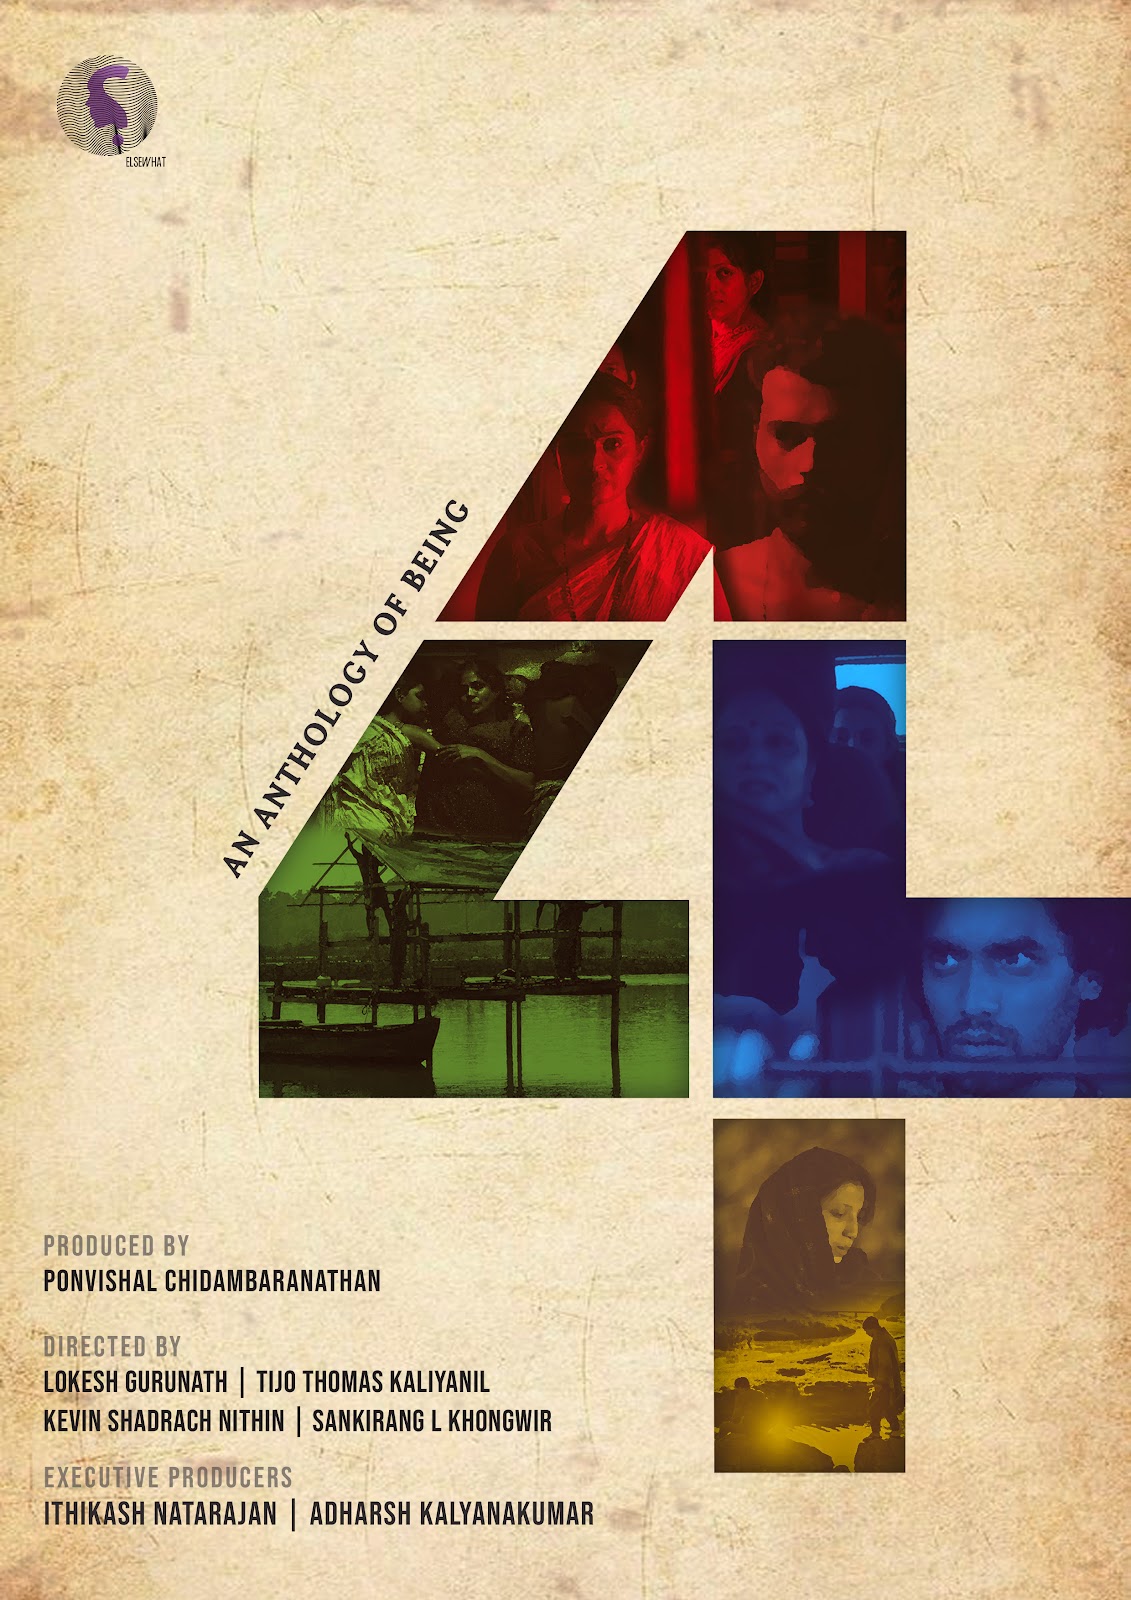 ELSEWHAT
AN ANTHOLOGY OF BEING
4
PRODUCED BY
PONVISHAL CHIDAMBARANATHAN
DIRECTED BY
LOKESH GURUNATH | TIJO THOMAS KALIYANIL
KEVIN SHADRACH NITHIN | SANKIRANG L KHONGWIR
EXECUTIVE PRODUCERS
ITHIKASH NATARAJAN | ADHARSH KALYANAKUMAR